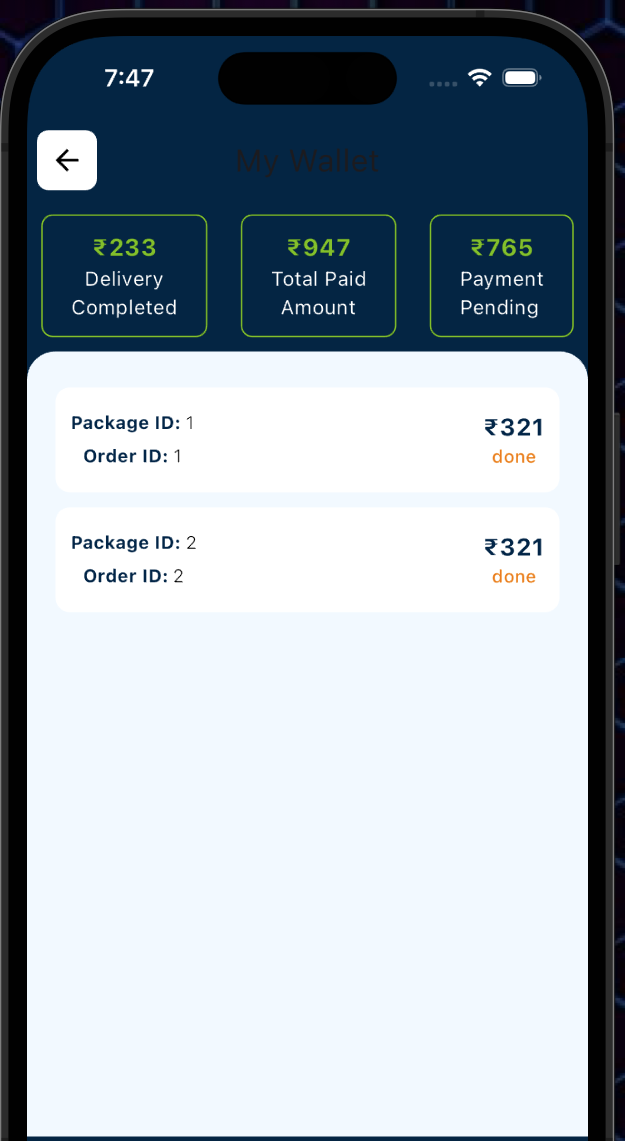 7:47
My Wallet
₹233
Delivery
Completed
₹947
Total Paid
Amount
₹765
Payment
Pending
Package ID: 1
Order ID: 1
₹321
done
Package ID: 2
Order ID: 2
₹321
done